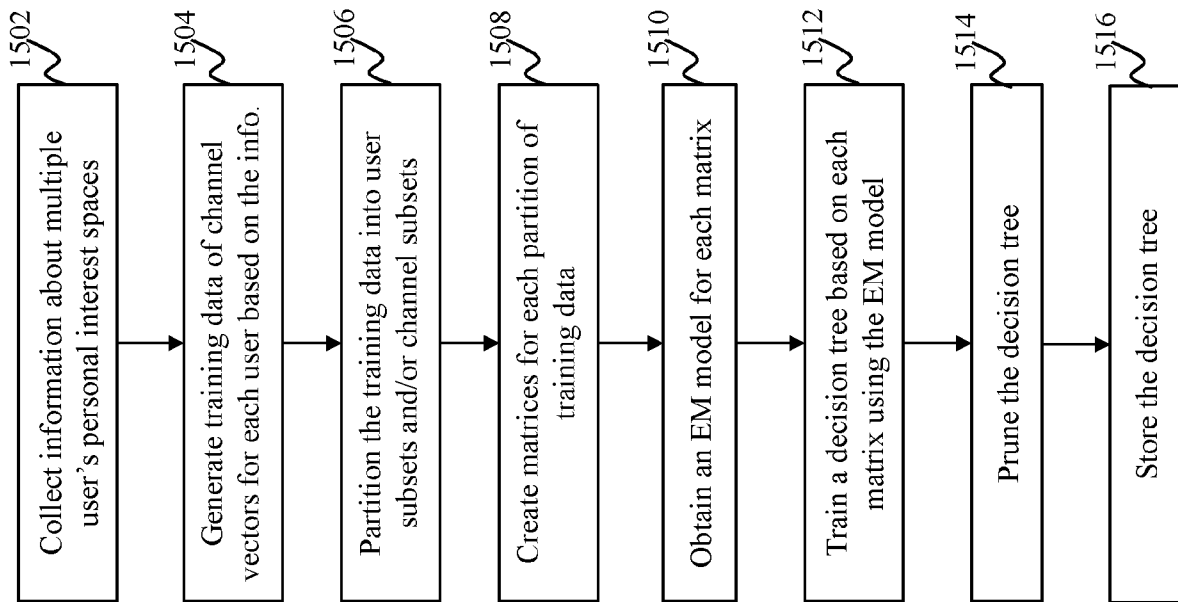 1502
Collect information about multiple
user's personal interest spaces
1504
Generate training data of channel
vectors for each user based on the info.
1506
Partition the training data into user
subsets and/or channel subsets
1508
Create matrices for each partition of
training data
1510
Obtain an EM model for each matrix
1512
Train a decision tree based on each
matrix using the EM model
1514
Prune the decision tree
1516
Store the decision tree